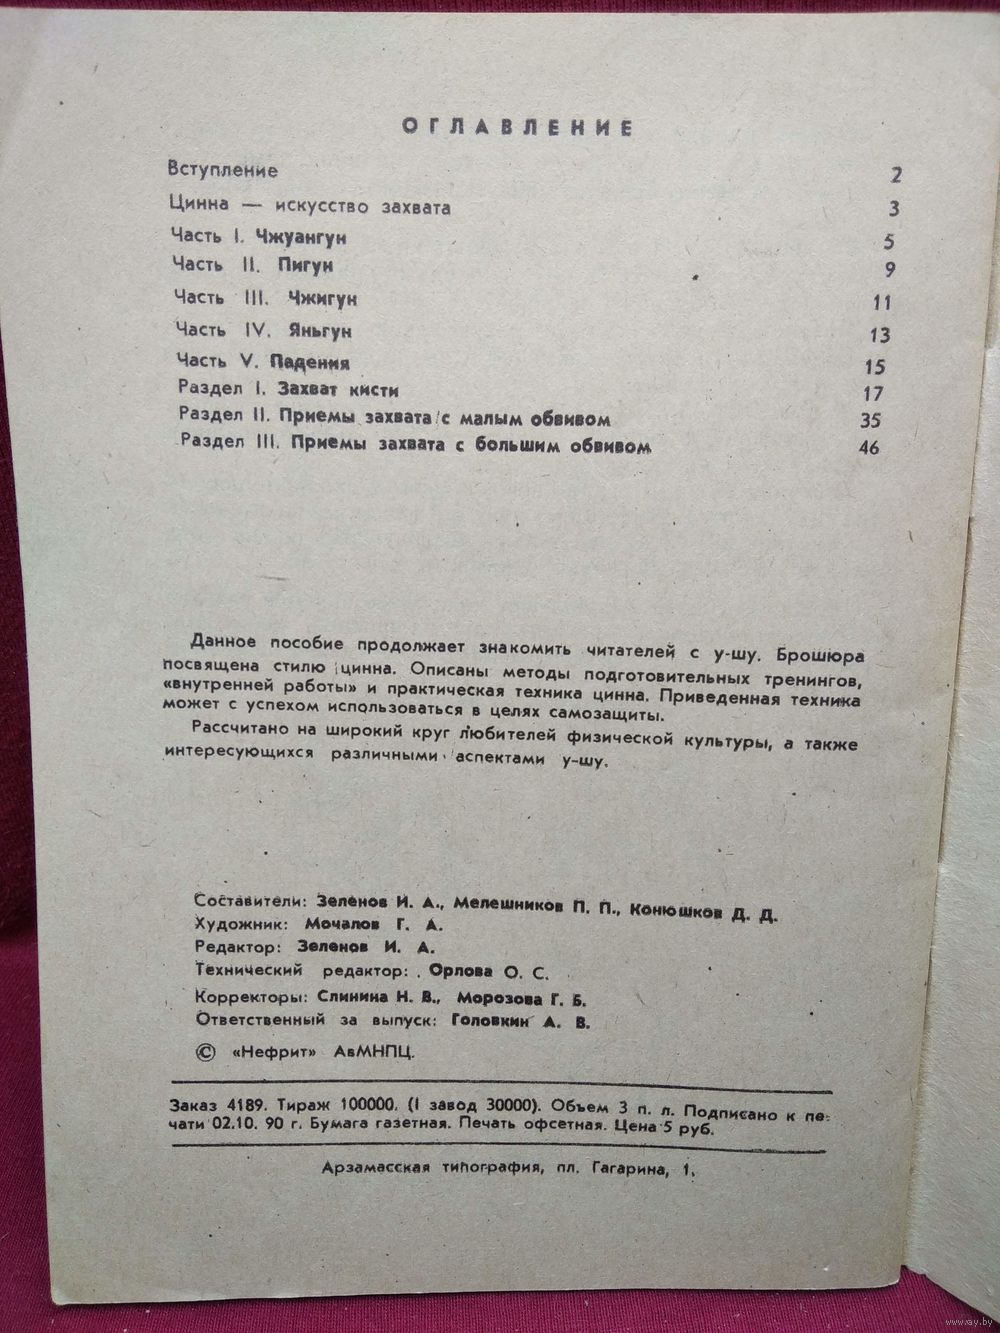 ОГЛАВЛЕНИЕ
Вступление 2
Цинна — искусство захвата 3
Часть I. Чжуангун 5
Часть II. Пигун 9
Часть III. Чжигун 11
Часть IV. Яньгун 13
Часть V. Падения 15
Раздел I. Захват кисти 17
Раздел II. Приемы захвата с малым обвивом 35
Раздел III. Приемы захвата с большим обвивом 46
Данное пособие продолжает знакомить читателей с у-шу. Брошюра
посвящена стилю цинна. Описаны методы подготовительных тренингов,
«внутренней работы» и практическая техника цинна. Приведенная техника
может с успехом использоваться в целях самозащиты.
Рассчитано на широкий круг любителей физической культуры, а также
интересующихся различными аспектами у-шу.
Составители: Зеленов И. А., Мелешников П. П., Конюшков Д. Д.
Художник: Мочалов Г. А.
Редактор: Зеленов И. А.
Технический редактор: Орлова О. С.
Корректоры: Слинина Н. В., Морозова Г. Б.
Ответственный за выпуск: Головкин А. В.
© «Нефрит» АвМНПЦ.
Заказ 4189. Тираж 100000. (I завод 30000). Объем 3 п. л. Подписано к пе-
чати 02.10. 90 г. Бумага газетная. Печать офсетная. Цена 5 руб.
Арзамасская типография, пл. Гагарина, 1.
www.ay.by